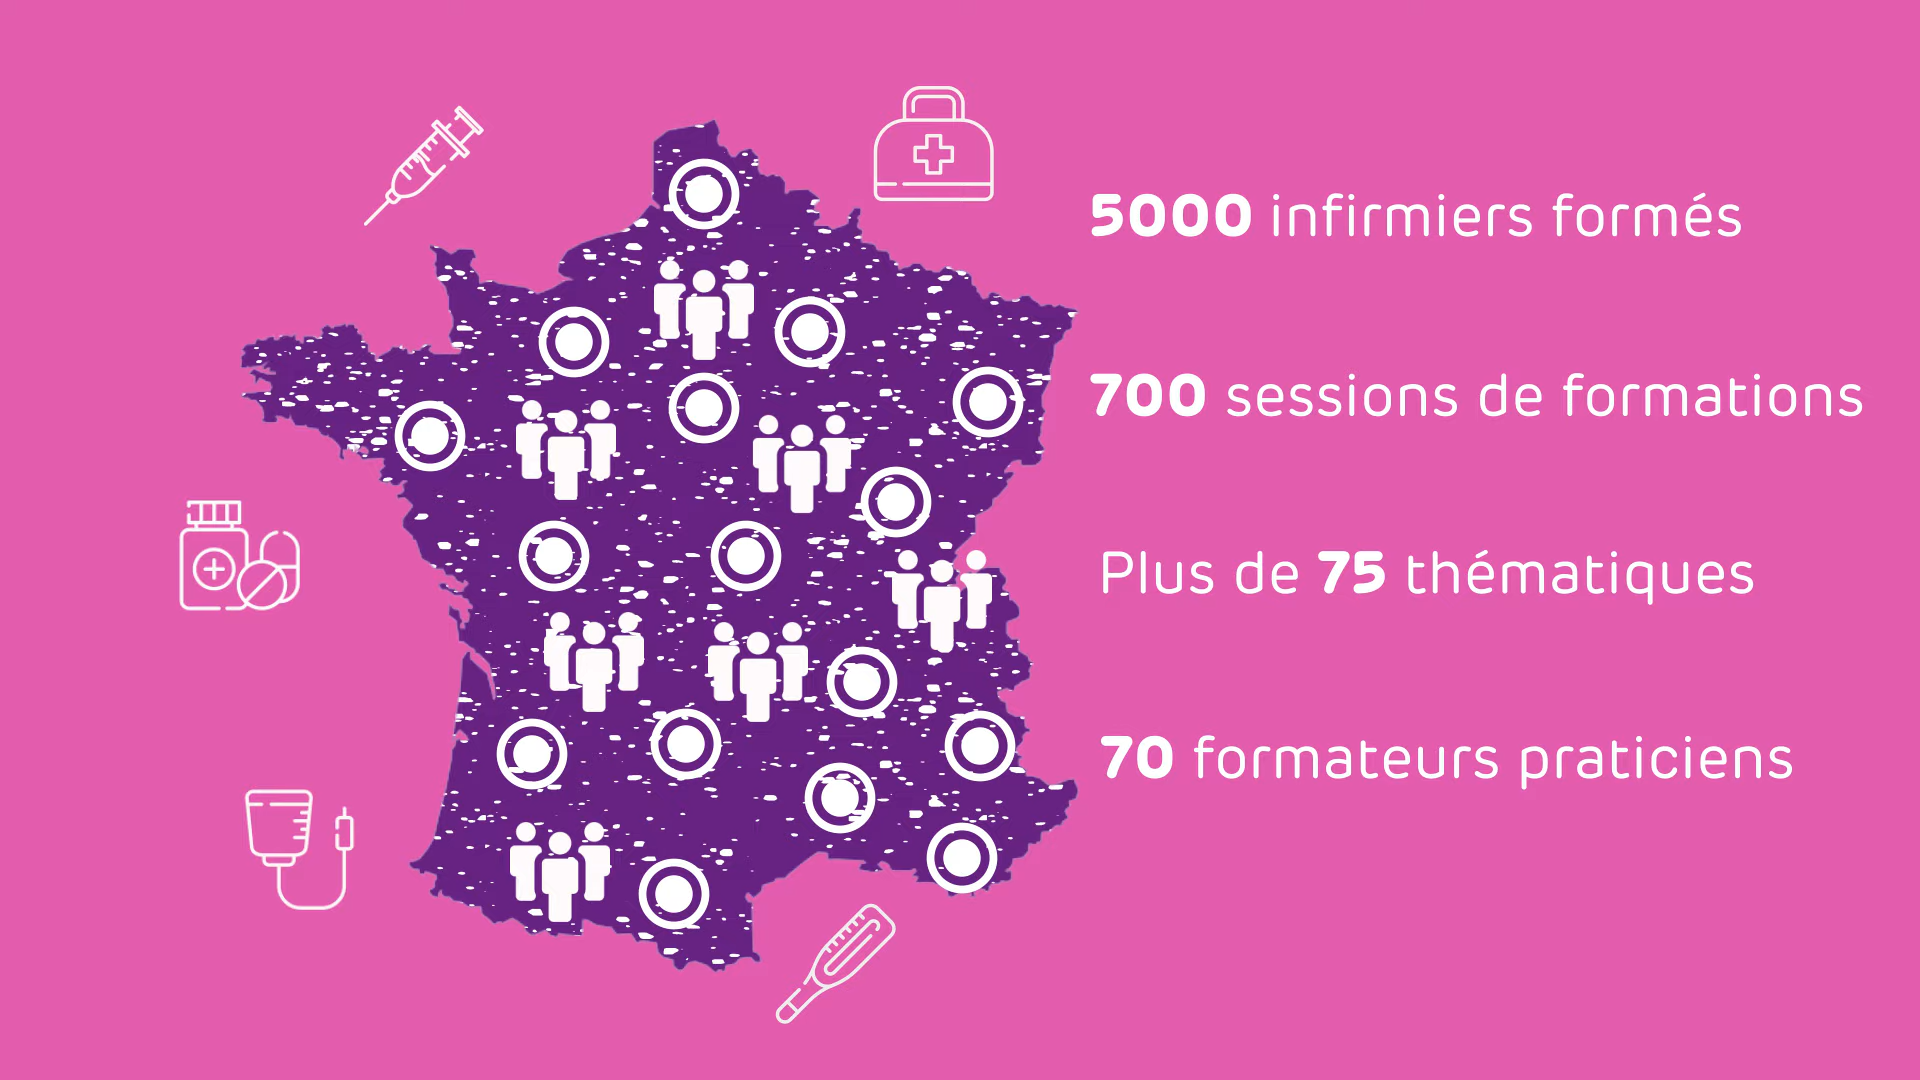 5000 infirmiers formés
700 sessions de formations
Plus de 75 thématiques
70 formateurs praticiens